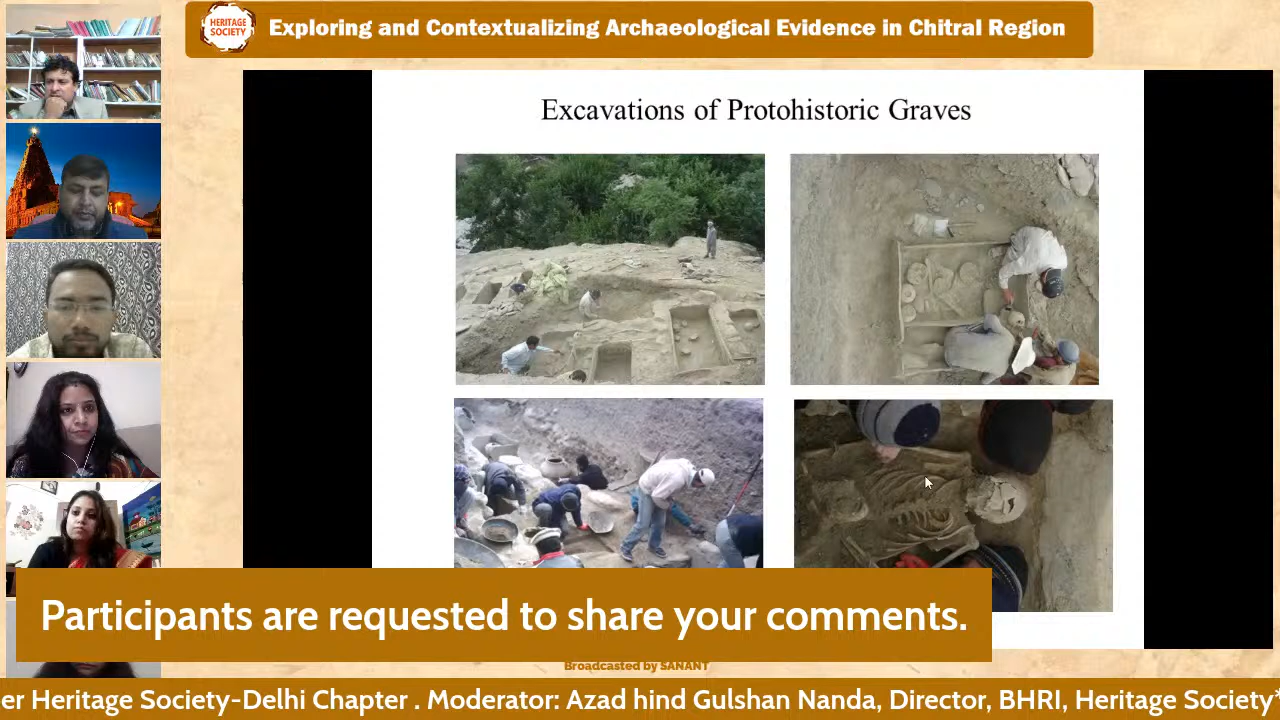 HERITAGE
SOCIETY
Exploring and Contextualizing Archaeological Evidence in Chitral Region
Excavations of Protohistoric Graves
Participants are requested to share your comments.
Broadcasted by SANANT
er Heritage Society-Delhi Chapter . Moderator: Azad hind Gulshan Nanda, Director, BHRI, Heritage Society*